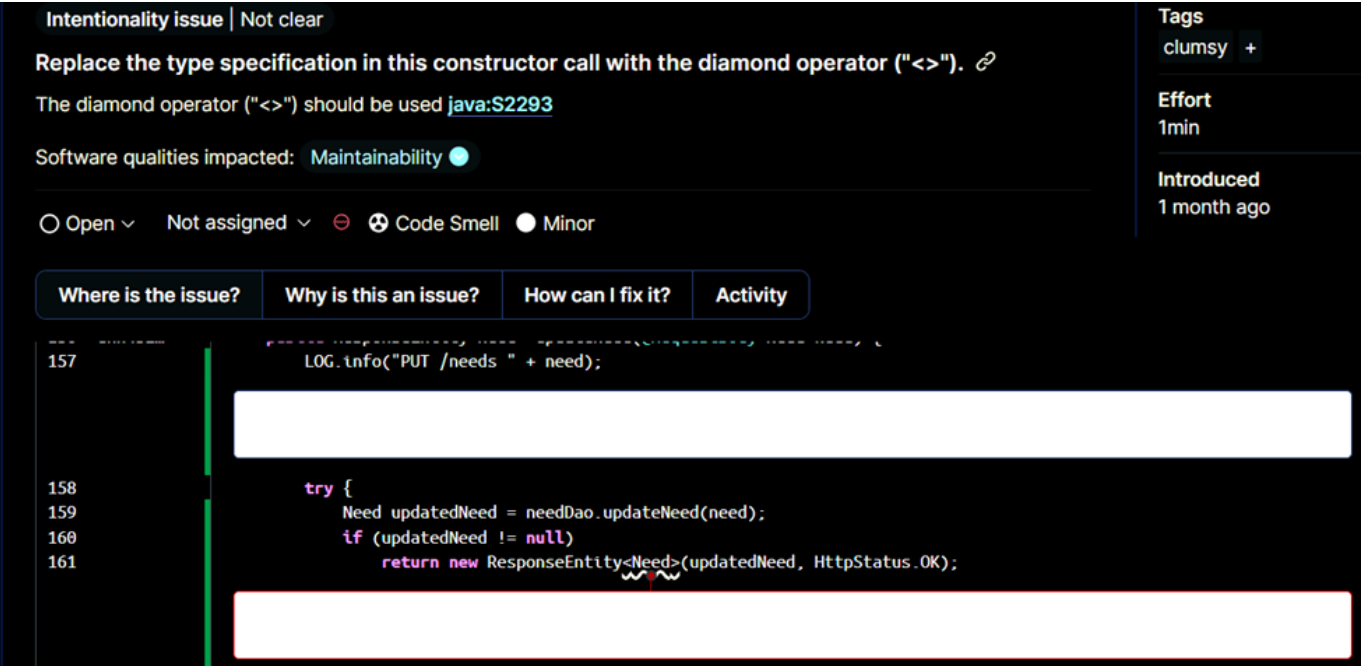 Intentionality issue | Not clear
Replace the type specification in this constructor call with the diamond operator ("<>").
The diamond operator ("<>") should be used java:S2293
Software qualities impacted: Maintainability
Open Not assigned Code Smell Minor
Tags
clumsy +
Effort
1min
Introduced
1 month ago
Where is the issue? Why is this an issue? How can I fix it? Activity
157 LOG.info("PUT /needs " + need);
158 try {
159 Need updatedNeed = needDao.updateNeed(need);
160 if (updatedNeed != null)
161 return new ResponseEntity<Need>(updatedNeed, HttpStatus.OK);